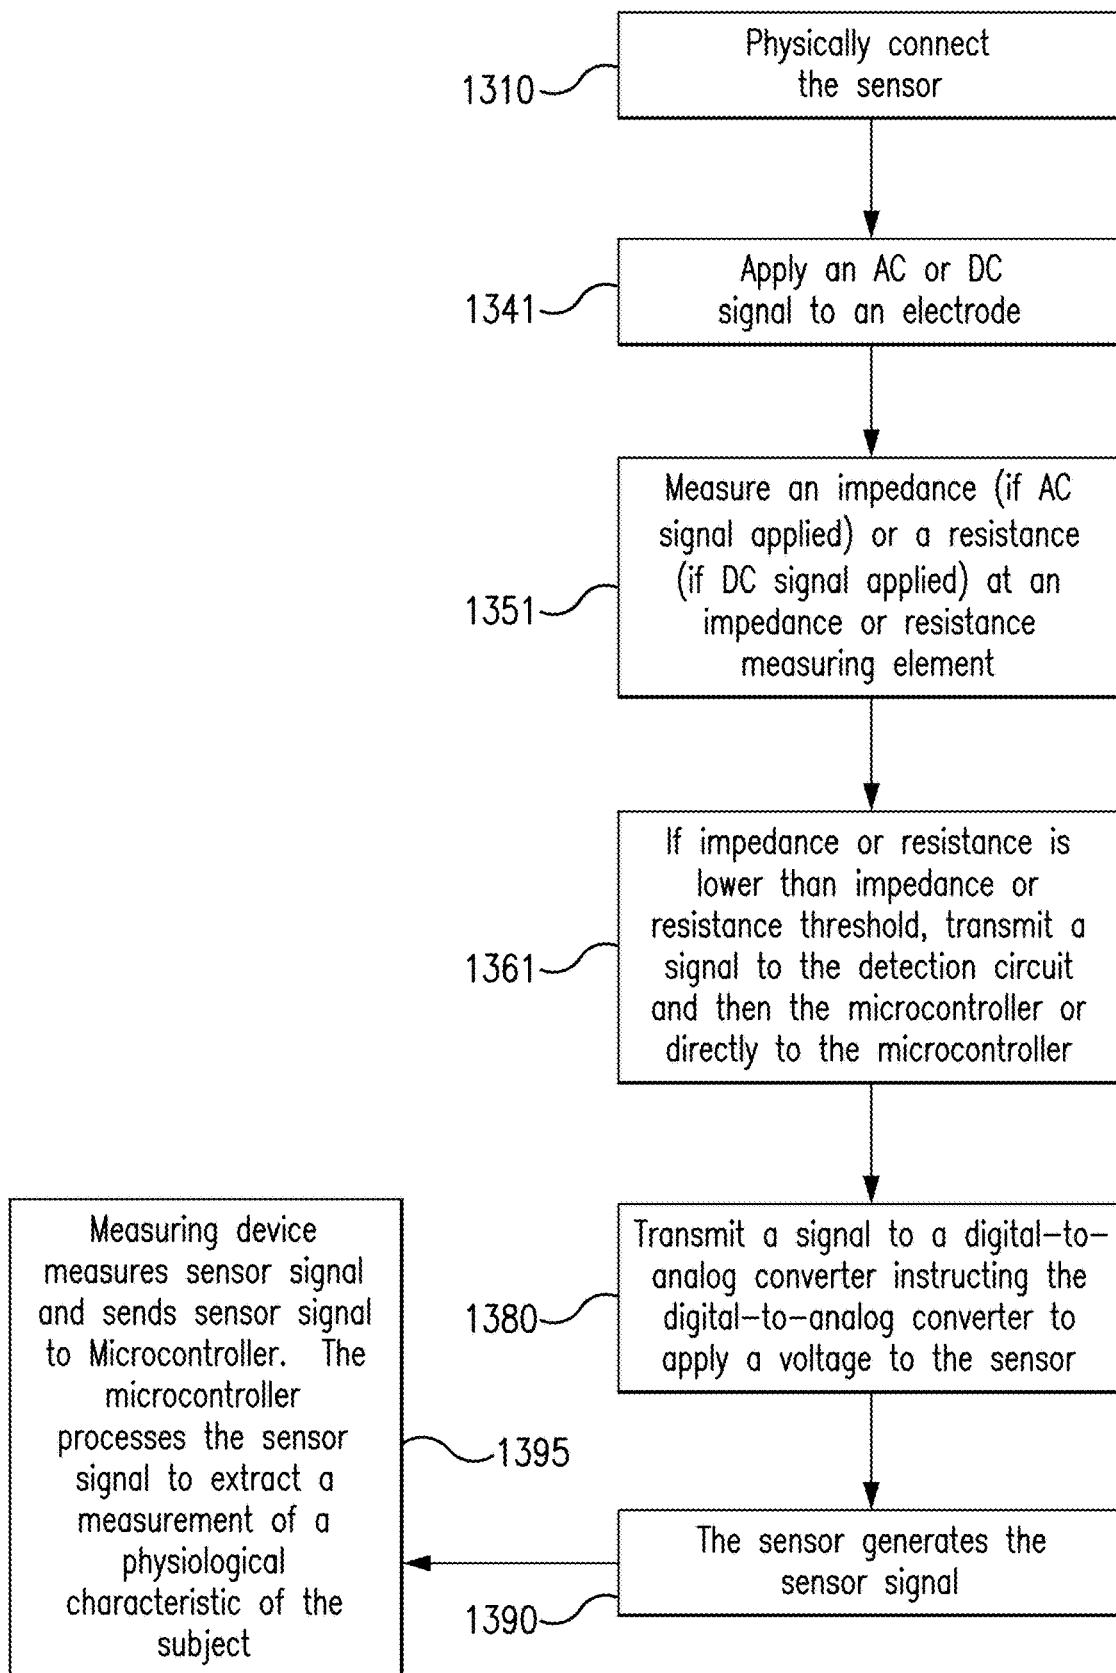 Physically connect
the sensor
1310
Apply an AC or DC
signal to an electrode
1341
Measure an impedance (if AC
signal applied) or a resistance
(if DC signal applied) at an
impedance or resistance
measuring element
1351
If impedance or resistance is
lower than impedance or
resistance threshold, transmit a
signal to the detection circuit
and then the microcontroller or
directly to the microcontroller
1361
Transmit a signal to a digital-to-
analog converter instructing the
digital-to-analog converter to
apply a voltage to the sensor
1380
The sensor generates the
sensor signal
1390
Measuring device
measures sensor signal
and sends sensor signal
to Microcontroller. The
microcontroller
processes the sensor
signal to extract a
measurement of a
physiological
characteristic of the
subject
1395